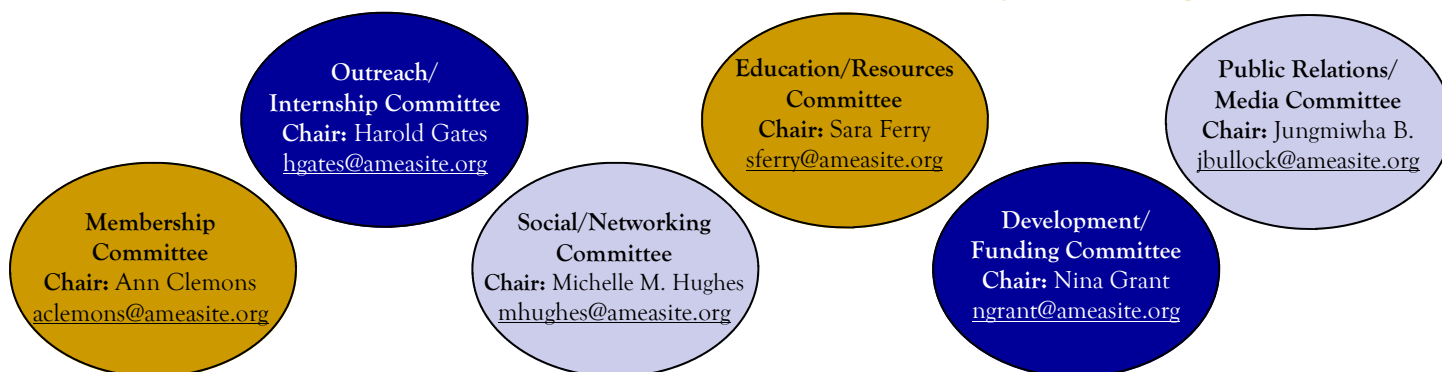 Membership
Committee
Chair: Ann Clemons
aclemons@ameasite.org
Outreach/
Internship Committee
Chair: Harold Gates
hgates@ameasite.org
Social/Networking
Committee
Chair: Michelle M. Hughes
mhughes@ameasite.org
Education/Resources
Committee
Chair: Sara Ferry
sferry@ameasite.org
Development/
Funding Committee
Chair: Nina Grant
ngrant@ameasite.org
Public Relations/
Media Committee
Chair: Jungmiwha B.
jbullock@ameasite.org